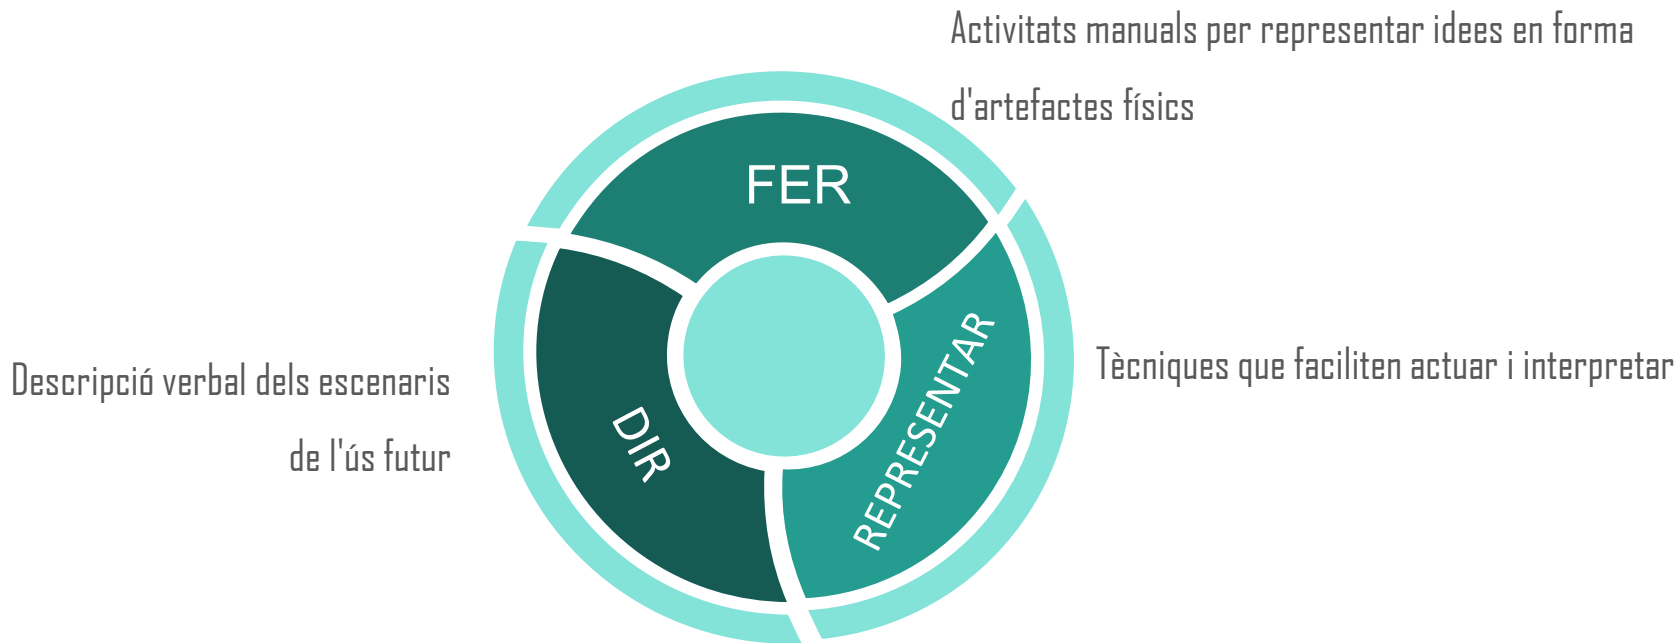 Activitats manuals per representar idees en forma
d'artefactes físics
FER
REPRESENTAR
Tècniques que faciliten actuar i interpretar
DIR
Descripció verbal dels escenaris
de l'ús futur